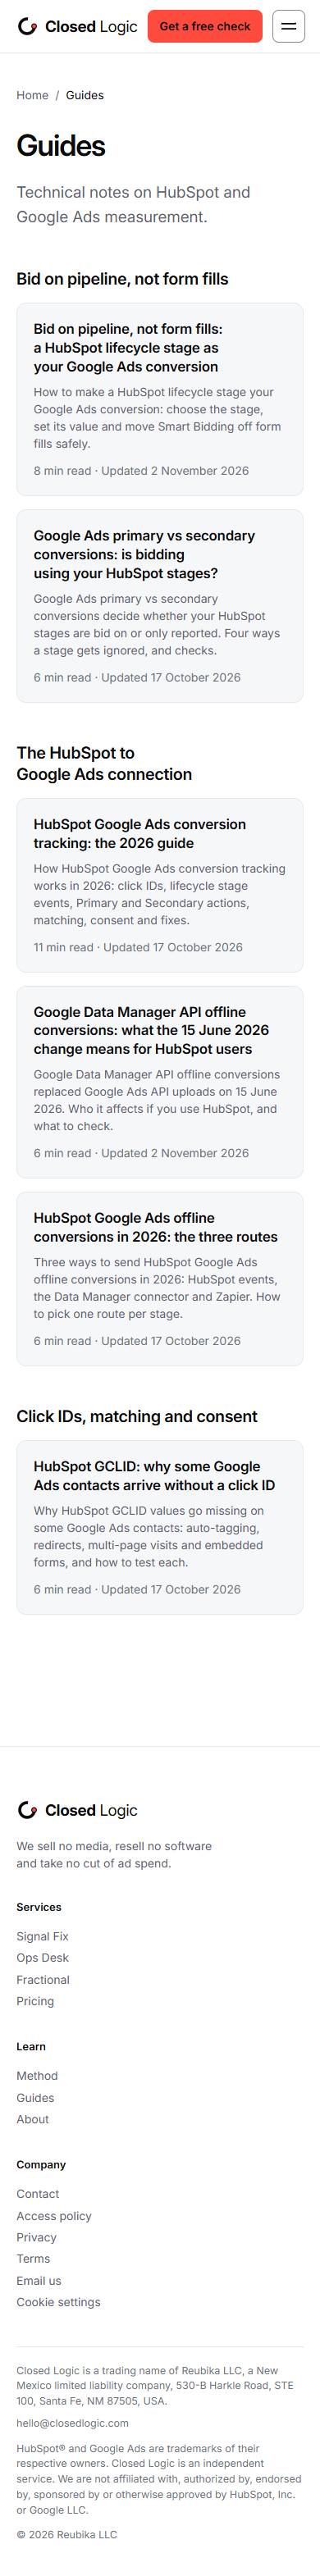 Closed Logic
Get a free check
Home / Guides
Guides
Technical notes on HubSpot and
Google Ads measurement.
Bid on pipeline, not form fills
Bid on pipeline, not form fills:
a HubSpot lifecycle stage as
your Google Ads conversion
How to make a HubSpot lifecycle stage your
Google Ads conversion: choose the stage,
set its value and move Smart Bidding off form
fills safely.
8 min read · Updated 2 November 2026
Google Ads primary vs secondary
conversions: is bidding
using your HubSpot stages?
Google Ads primary vs secondary
conversions decide whether your HubSpot
stages are bid on or only reported. Four ways
a stage gets ignored, and checks.
6 min read · Updated 17 October 2026
The HubSpot to
Google Ads connection
HubSpot Google Ads conversion
tracking: the 2026 guide
How HubSpot Google Ads conversion tracking
works in 2026: click IDs, lifecycle stage
events, Primary and Secondary actions,
matching, consent and fixes.
11 min read · Updated 17 October 2026
Google Data Manager API offline
conversions: what the 15 June 2026
change means for HubSpot users
Google Data Manager API offline conversions
replaced Google Ads API uploads on 15 June
2026. Who it affects if you use HubSpot, and
what to check.
6 min read · Updated 2 November 2026
HubSpot Google Ads offline
conversions in 2026: the three routes
Three ways to send HubSpot Google Ads
offline conversions in 2026: HubSpot events,
the Data Manager connector and Zapier. How
to pick one route per stage.
6 min read · Updated 17 October 2026
Click IDs, matching and consent
HubSpot GCLID: why some Google
Ads contacts arrive without a click ID
Why HubSpot GCLID values go missing on
some Google Ads contacts: auto-tagging,
redirects, multi-page visits and embedded
forms, and how to test each.
6 min read · Updated 17 October 2026
Closed Logic
We sell no media, resell no software
and take no cut of ad spend.
Services
Signal Fix
Ops Desk
Fractional
Pricing
Learn
Method
Guides
About
Company
Contact
Access policy
Privacy
Terms
Email us
Cookie settings
Closed Logic is a trading name of Reubika LLC, a New
Mexico limited liability company, 530-B Harkle Road, STE
100, Santa Fe, NM 87505, USA.
hello@closedlogic.com
HubSpot® and Google Ads are trademarks of their
respective owners. Closed Logic is an independent
service. We are not affiliated with, authorized by, endorsed
by, sponsored by or otherwise approved by HubSpot, Inc.
or Google LLC.
© 2026 Reubika LLC